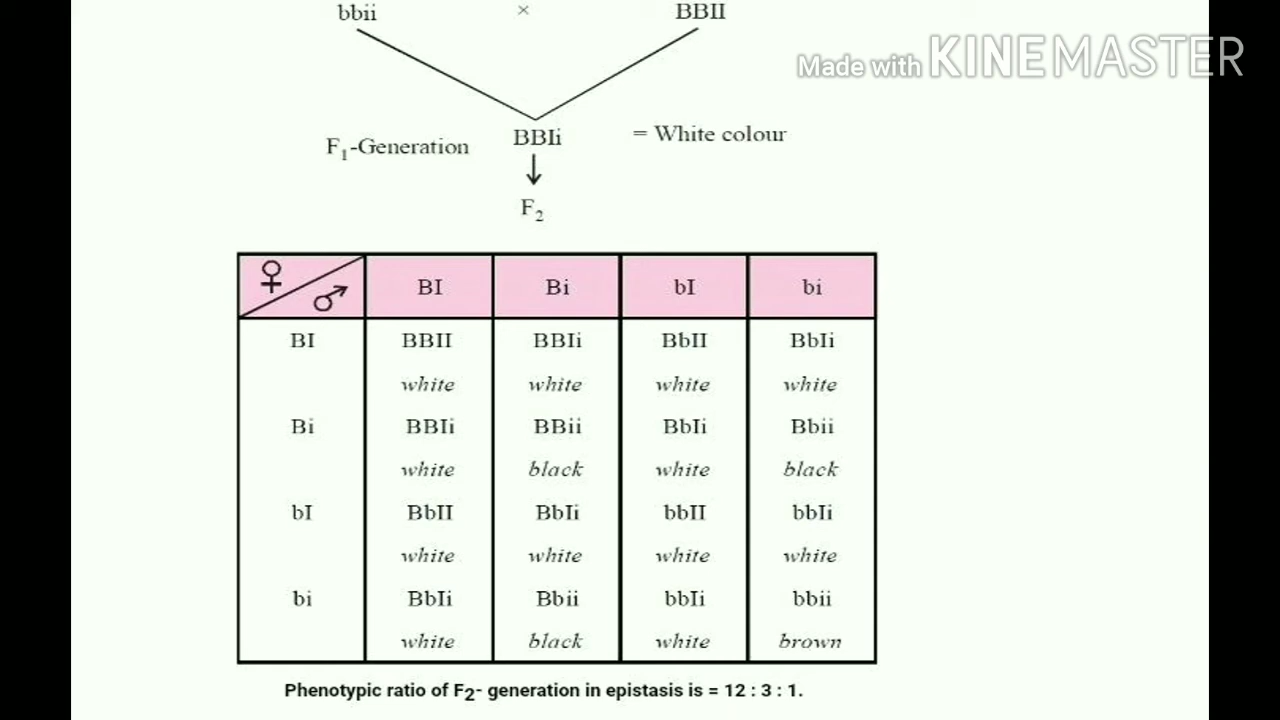 bbii × BBII
Made with KINEMASTER
F1-Generation BBIi = White colour
F2
♀ ♂ BI Bi bI bi
BI BBII BBIi BbII BbIi
white white white white
Bi BBIi BBii BbIi Bbii
white black white black
bI BbII BbIi bbII bbIi
white white white white
bi BbIi Bbii bbIi bbii
white black white brown
Phenotypic ratio of F2- generation in epistasis is = 12 : 3 : 1.